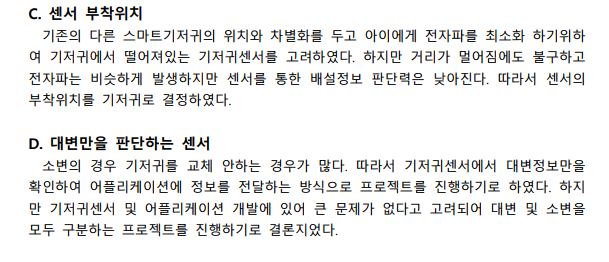 C. 센서 부착위치
기존의 다른 스마트기저귀의 위치와 차별화를 두고 아이에게 전자파를 최소화 하기위하
여 기저귀에서 떨어져있는 기저귀센서를 고려하였다. 하지만 거리가 멀어짐에도 불구하고
전자파는 비슷하게 발생하지만 센서를 통한 배설정보 판단력은 낮아진다. 따라서 센서의
부착위치를 기저귀로 결정하였다.
D. 대변만을 판단하는 센서
소변의 경우 기저귀를 교체 안하는 경우가 많다. 따라서 기저귀센서에서 대변정보만을
확인하여 어플리케이션에 정보를 전달하는 방식으로 프로젝트를 진행하기로 하였다. 하지
만 기저귀센서 및 어플리케이션 개발에 있어 큰 문제가 없다고 고려되어 대변 및 소변을
모두 구분하는 프로젝트를 진행하기로 결론지었다.